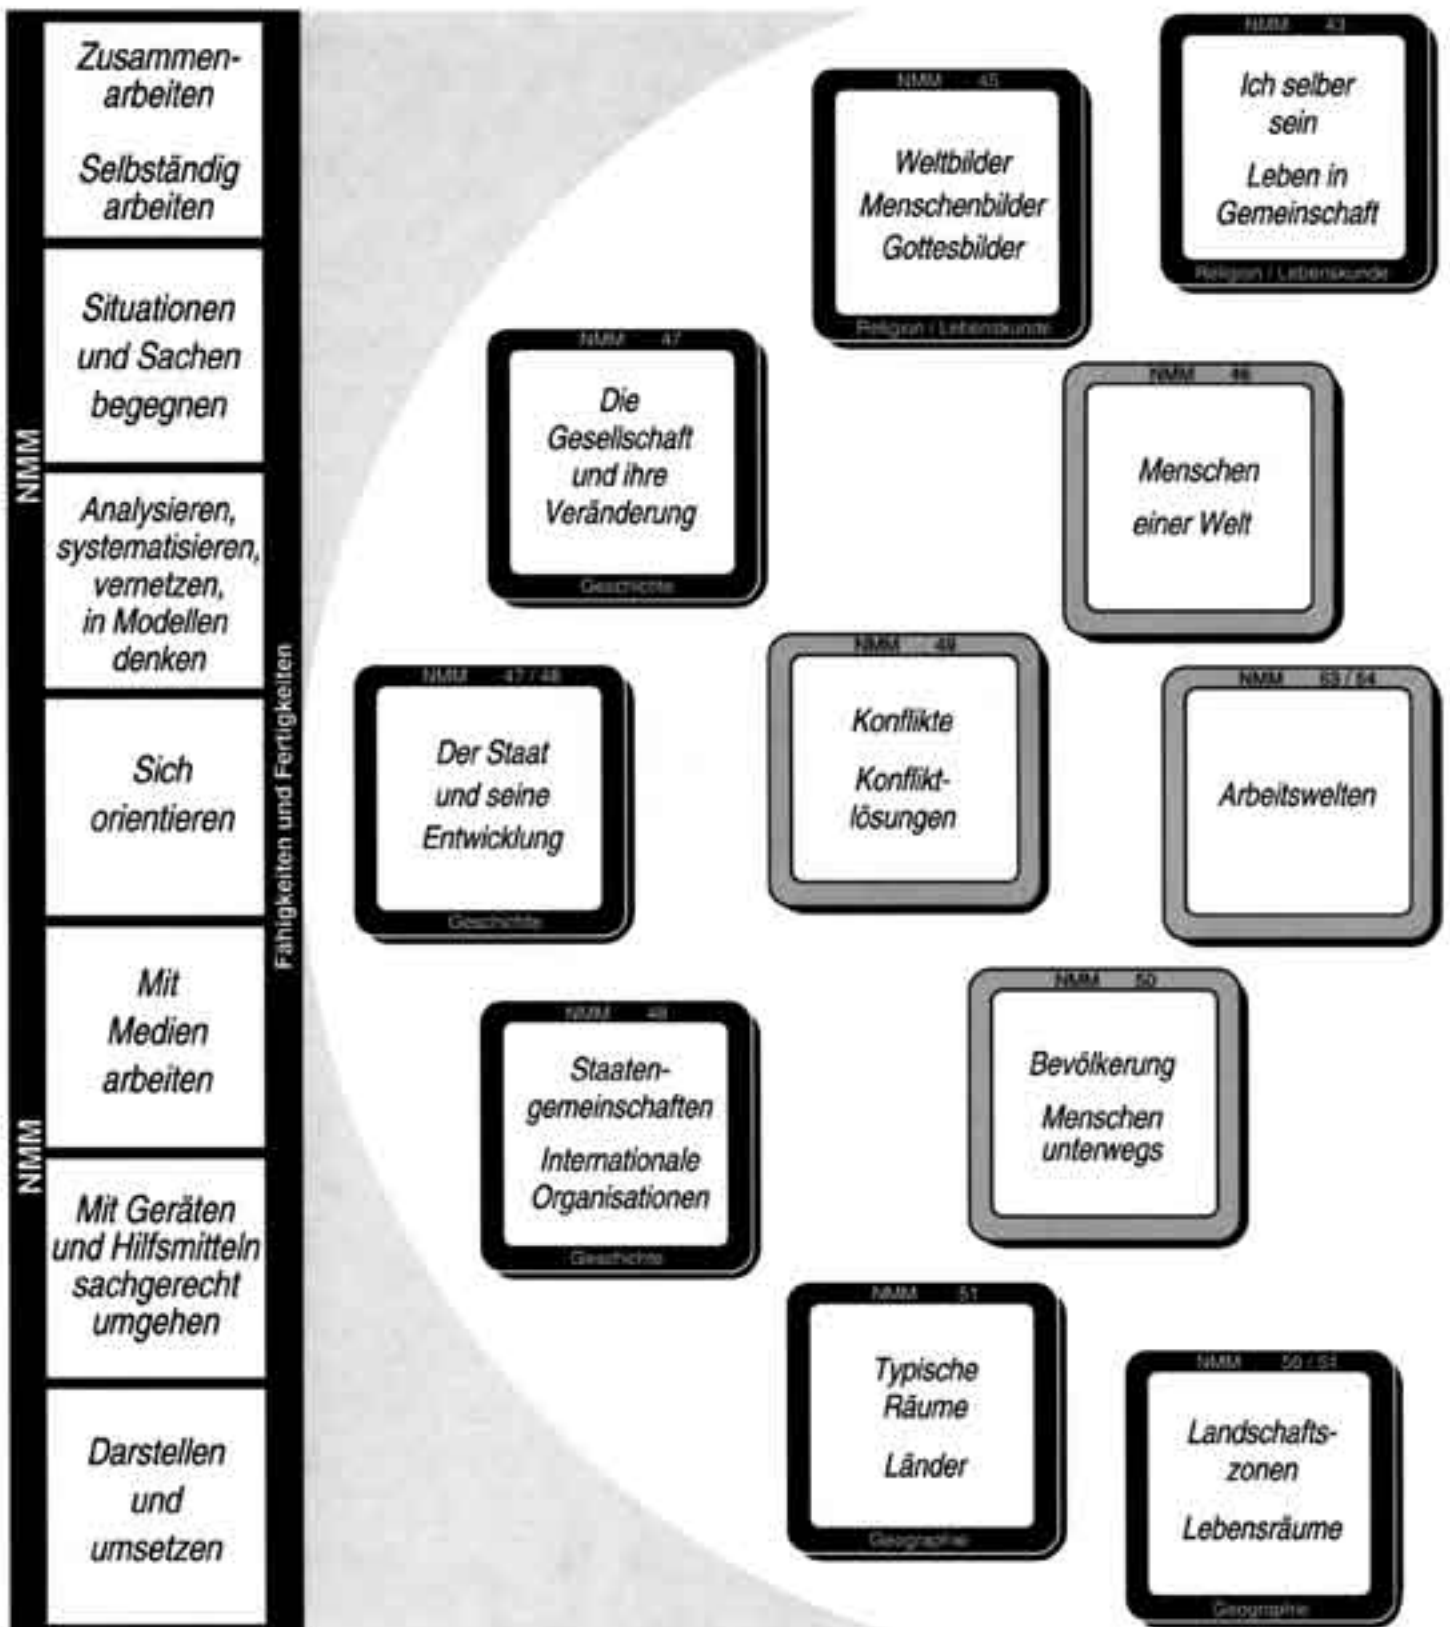 NMM
NMM
Zusammen-
arbeiten
Selbständig
arbeiten
Situationen
und Sachen
begegnen
Analysieren,
systematisieren,
vernetzen,
in Modellen
denken
Sich
orientieren
Mit
Medien
arbeiten
Mit Geräten
und Hilfsmitteln
sachgerecht
umgehen
Darstellen
und
umsetzen
Fähigkeiten und Fertigkeiten
NMM 43
Ich selber
sein
Leben in
Gemeinschaft
Religion / Lebenskunde
NMM 45
Weltbilder
Menschenbilder
Gottesbilder
Religion / Lebenskunde
NMM 47
Die
Gesellschaft
und ihre
Veränderung
Geschichte
NMM 46
Menschen
einer Welt
NMM 49
Konflikte
Konflikt-
lösungen
NMM 47 / 48
Der Staat
und seine
Entwicklung
Geschichte
NMM 53 / 54
Arbeitswelten
NMM 50
Bevölkerung
Menschen
unterwegs
NMM 48
Staaten-
gemeinschaften
Internationale
Organisationen
Geschichte
NMM 51
Typische
Räume
Länder
Geographie
NMM 50 / 51
Landschafts-
zonen
Lebensräume
Geographie